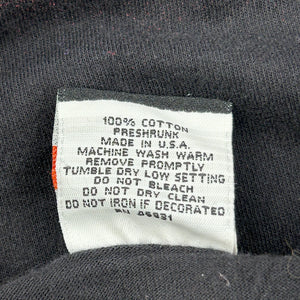 100% COTTON
PRESHRUNK
MADE IN U.S.A.
MACHINE WASH WARM
REMOVE PROMPTLY
TUMBLE DRY LOW SETTING
DO NOT BLEACH
DO NOT DRY CLEAN
DO NOT IRON IF DECORATED